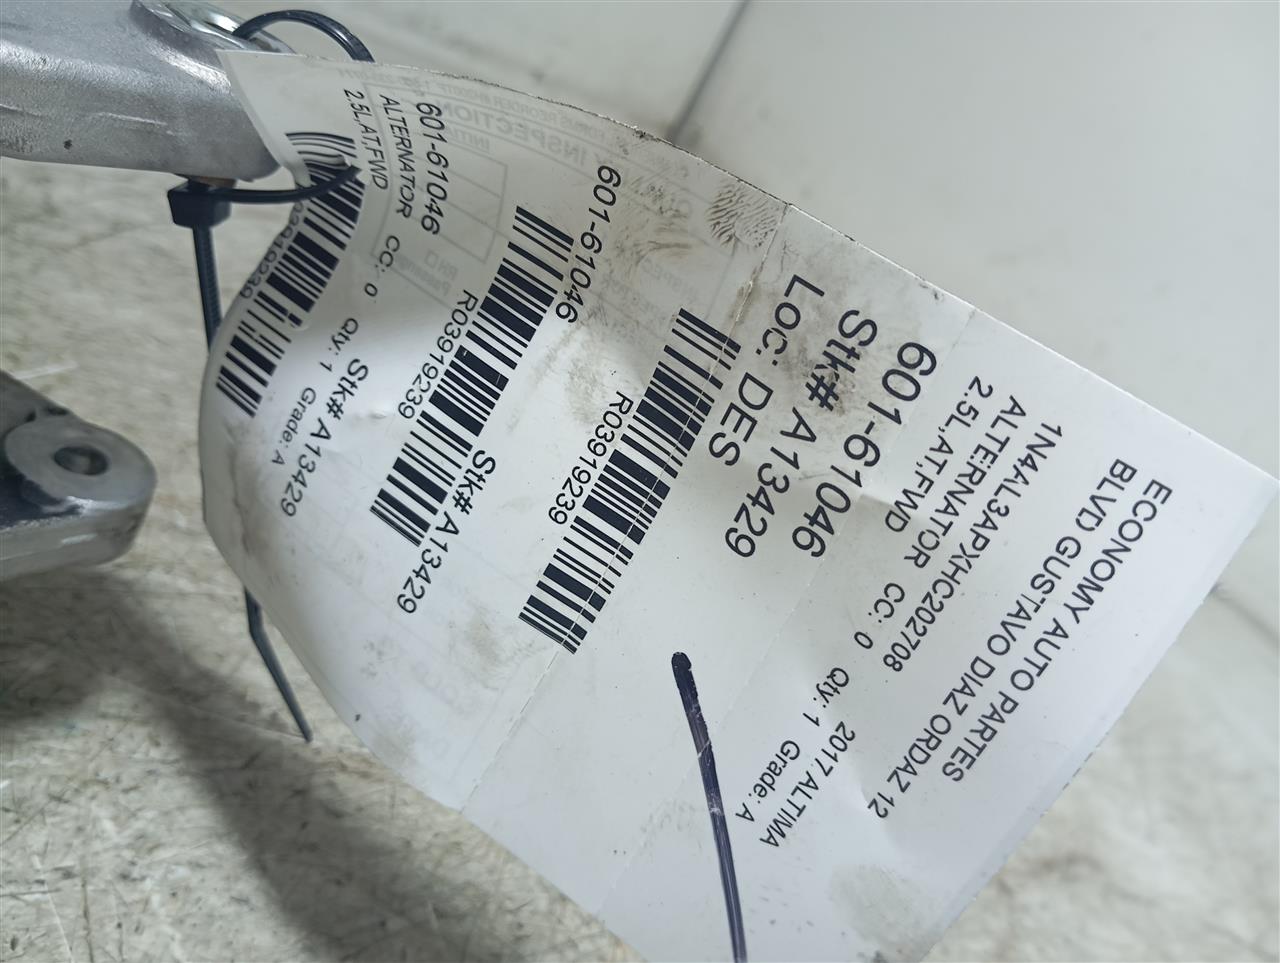 ECONOMY AUTO PARTES
BLVD GUSTAVO DIAZ ORDAZ 12
1N4AL3APXHC202708 2017 ALTIMA
ALTERNATOR CC: 0 Qty: 1 Grade: A
2.5L,AT,FWD
601-61046
Stk# A13429
Loc: DES
R03919239
601-61046 Stk# A13429
R03919239
601-61046 Stk# A13429
ALTERNATOR CC: 0 Qty: 1 Grade: A
2.5L,AT,FWD